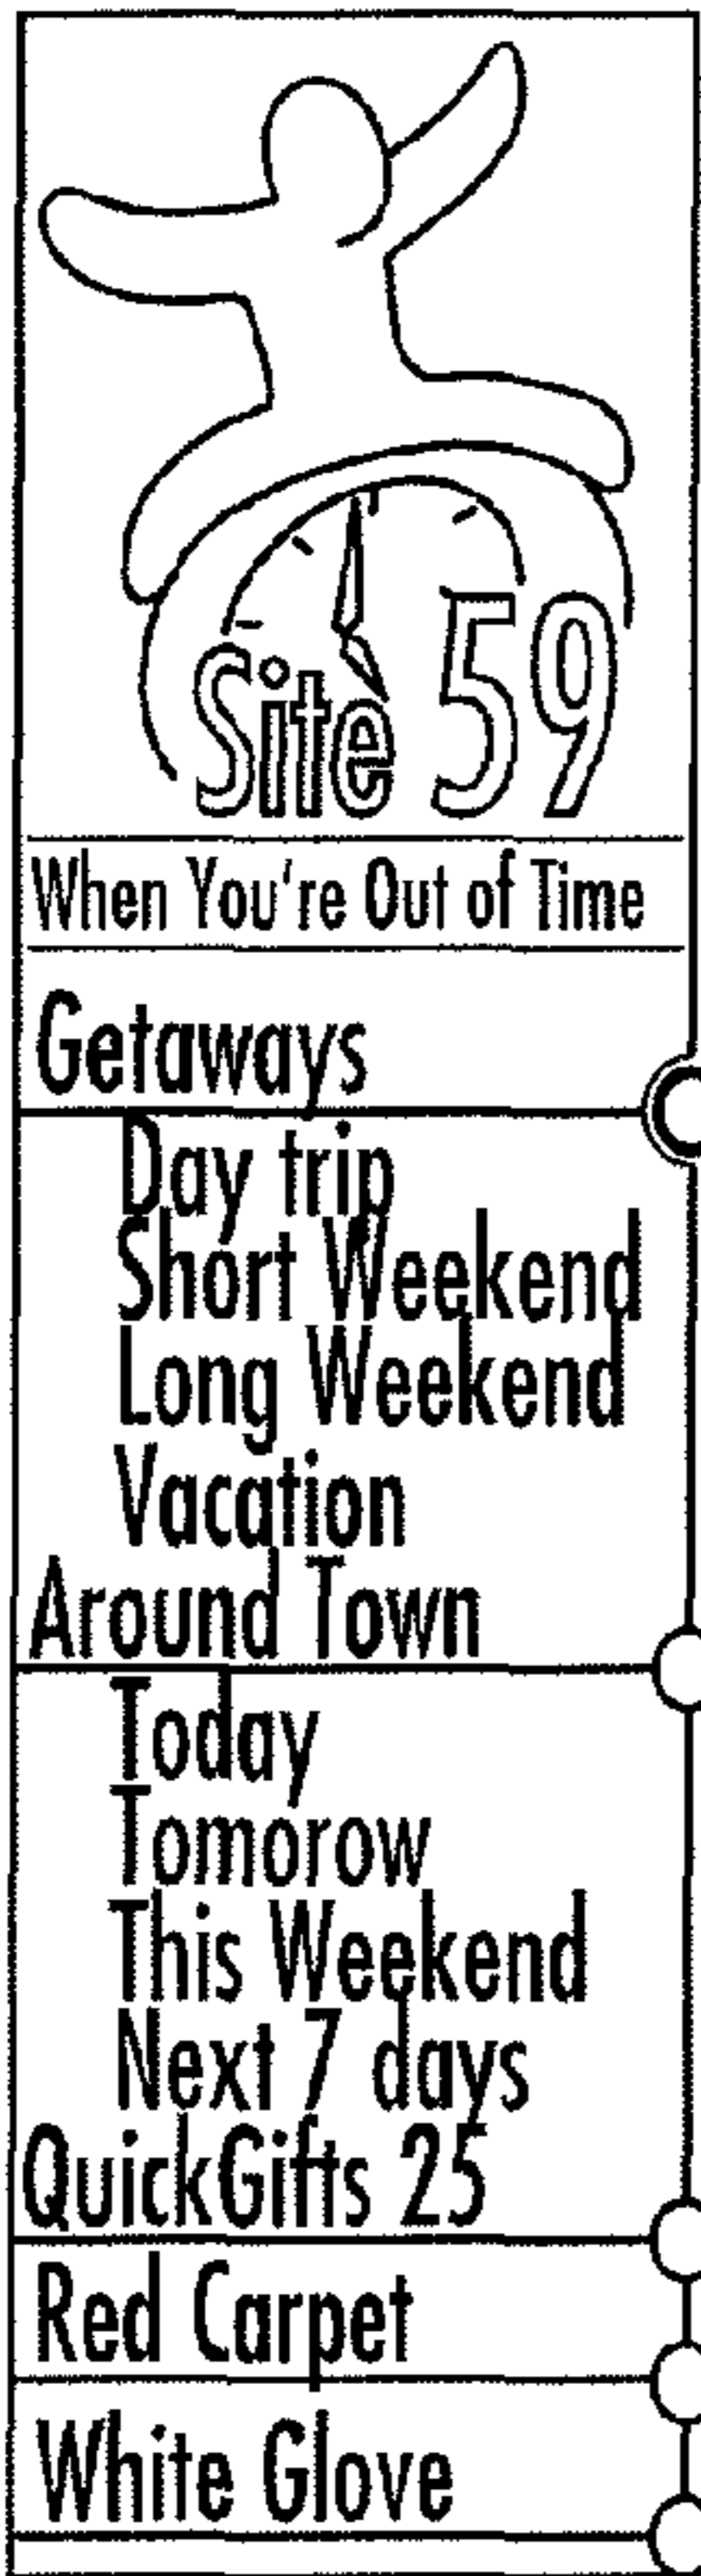 Site 59
When You're Out of Time
Getaways
Day trip
Short Weekend
Long Weekend
Vacation
Around Town
Today
Tomorow
This Weekend
Next 7 days
QuickGifts 25
Red Carpet
White Glove